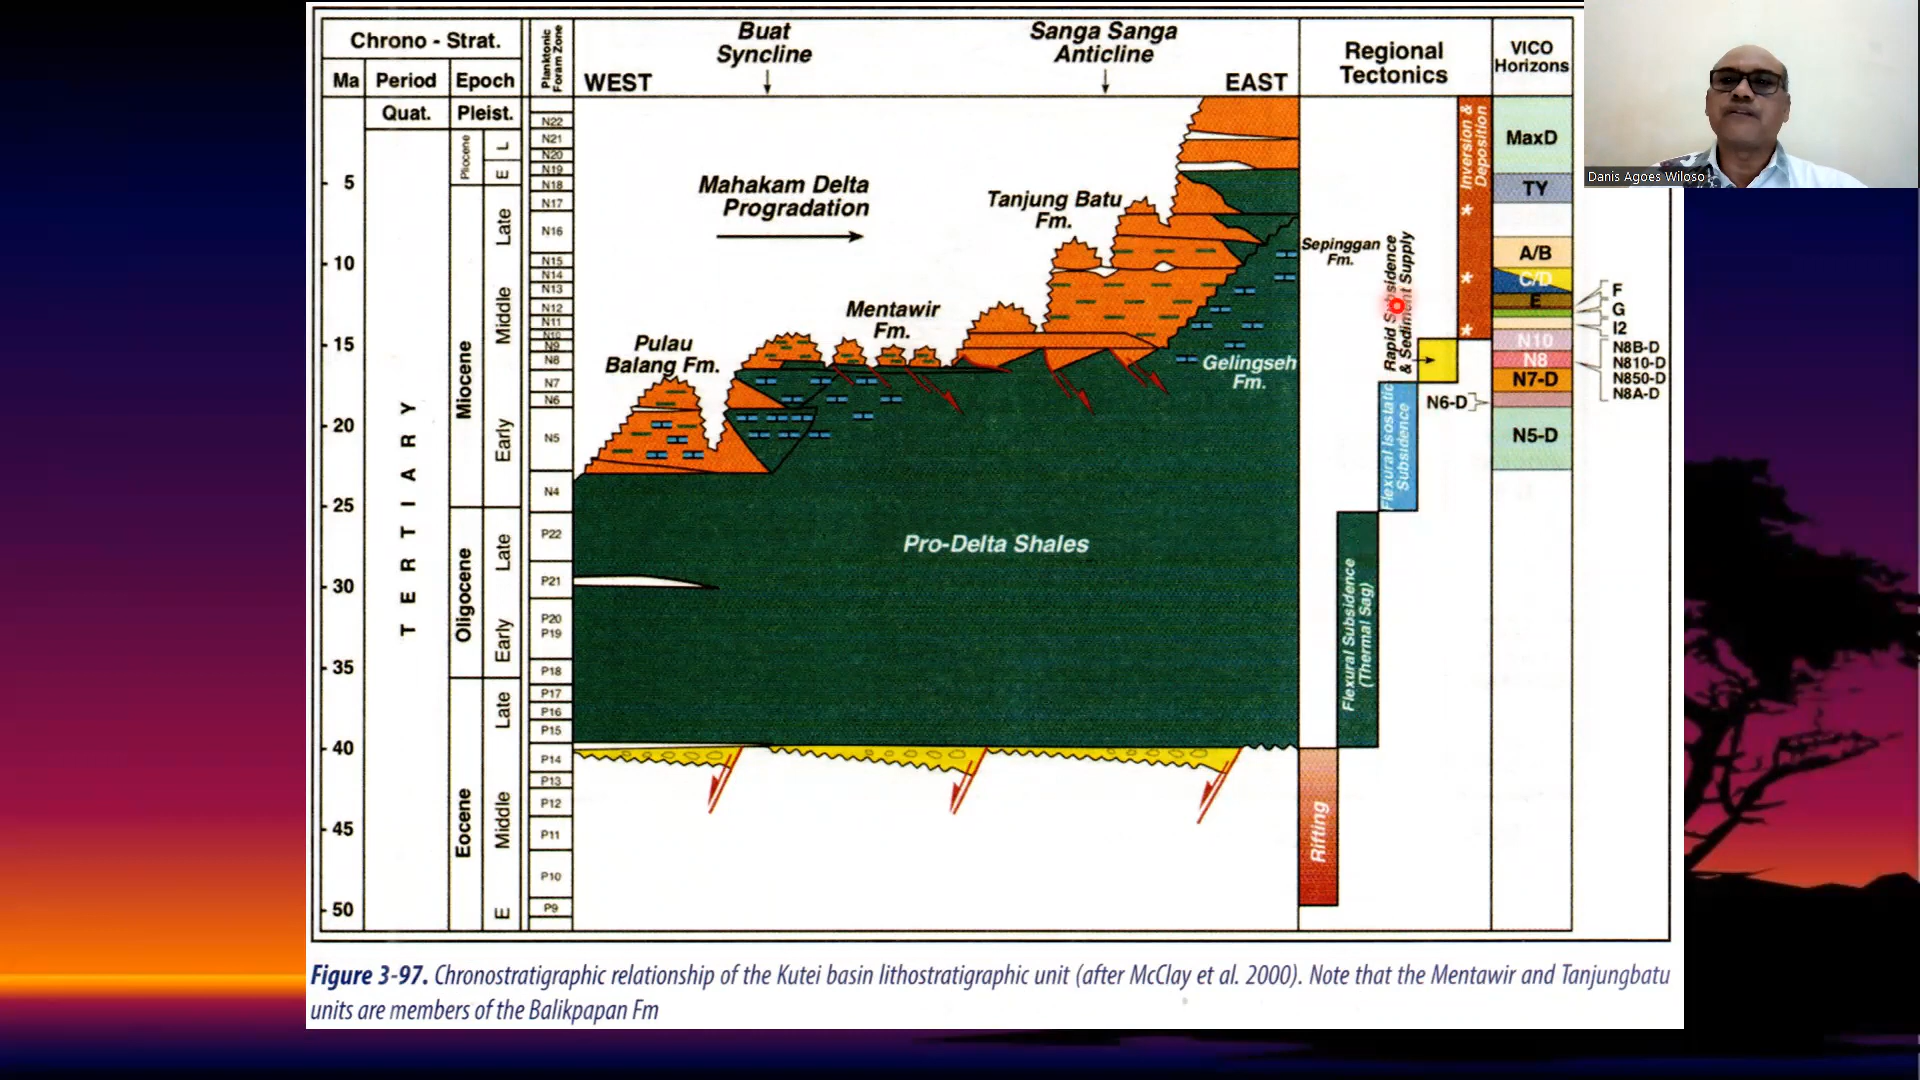 Chrono - Strat.
Ma
Period
Epoch
Planktonic
Foram Zone
Buat
Syncline
Sanga Sanga
Anticline
WEST
EAST
Regional
Tectonics
VICO
Horizons
Quat.
Pleist.
Pliocene
L
E
Miocene
Late
Middle
Early
Oligocene
Late
Early
Eocene
Late
Middle
E
TERTIARY
5
10
15
20
25
30
35
40
45
50
N22
N21
N20
N19
N18
N17
N16
N15
N14
N13
N12
N11
N10
N9
N8
N7
N6
N5
N4
P22
P21
P20
P19
P18
P17
P16
P15
P14
P13
P12
P11
P10
P9
Mahakam Delta
Progradation
Tanjung Batu
Fm.
Mentawir
Fm.
Pulau
Balang Fm.
Sepinggan
Fm.
Gelingseh
Fm.
Pro-Delta Shales
Inversion &
Deposition
*
*
*
Rapid Subsidence
& Sediment Supply
Flexural Isostatic
Subsidence
Flexural Subsidence
(Thermal Sag)
Rifting
MaxD
TY
A/B
C/D
E
N10
N8
N7-D
N6-D
N5-D
F
G
I2
N8B-D
N810-D
N850-D
N8A-D
Danis Agoes Wiloso
Figure 3-97. Chronostratigraphic relationship of the Kutei basin lithostratigraphic unit (after McClay et al. 2000). Note that the Mentawir and Tanjungbatu
units are members of the Balikpapan Fm